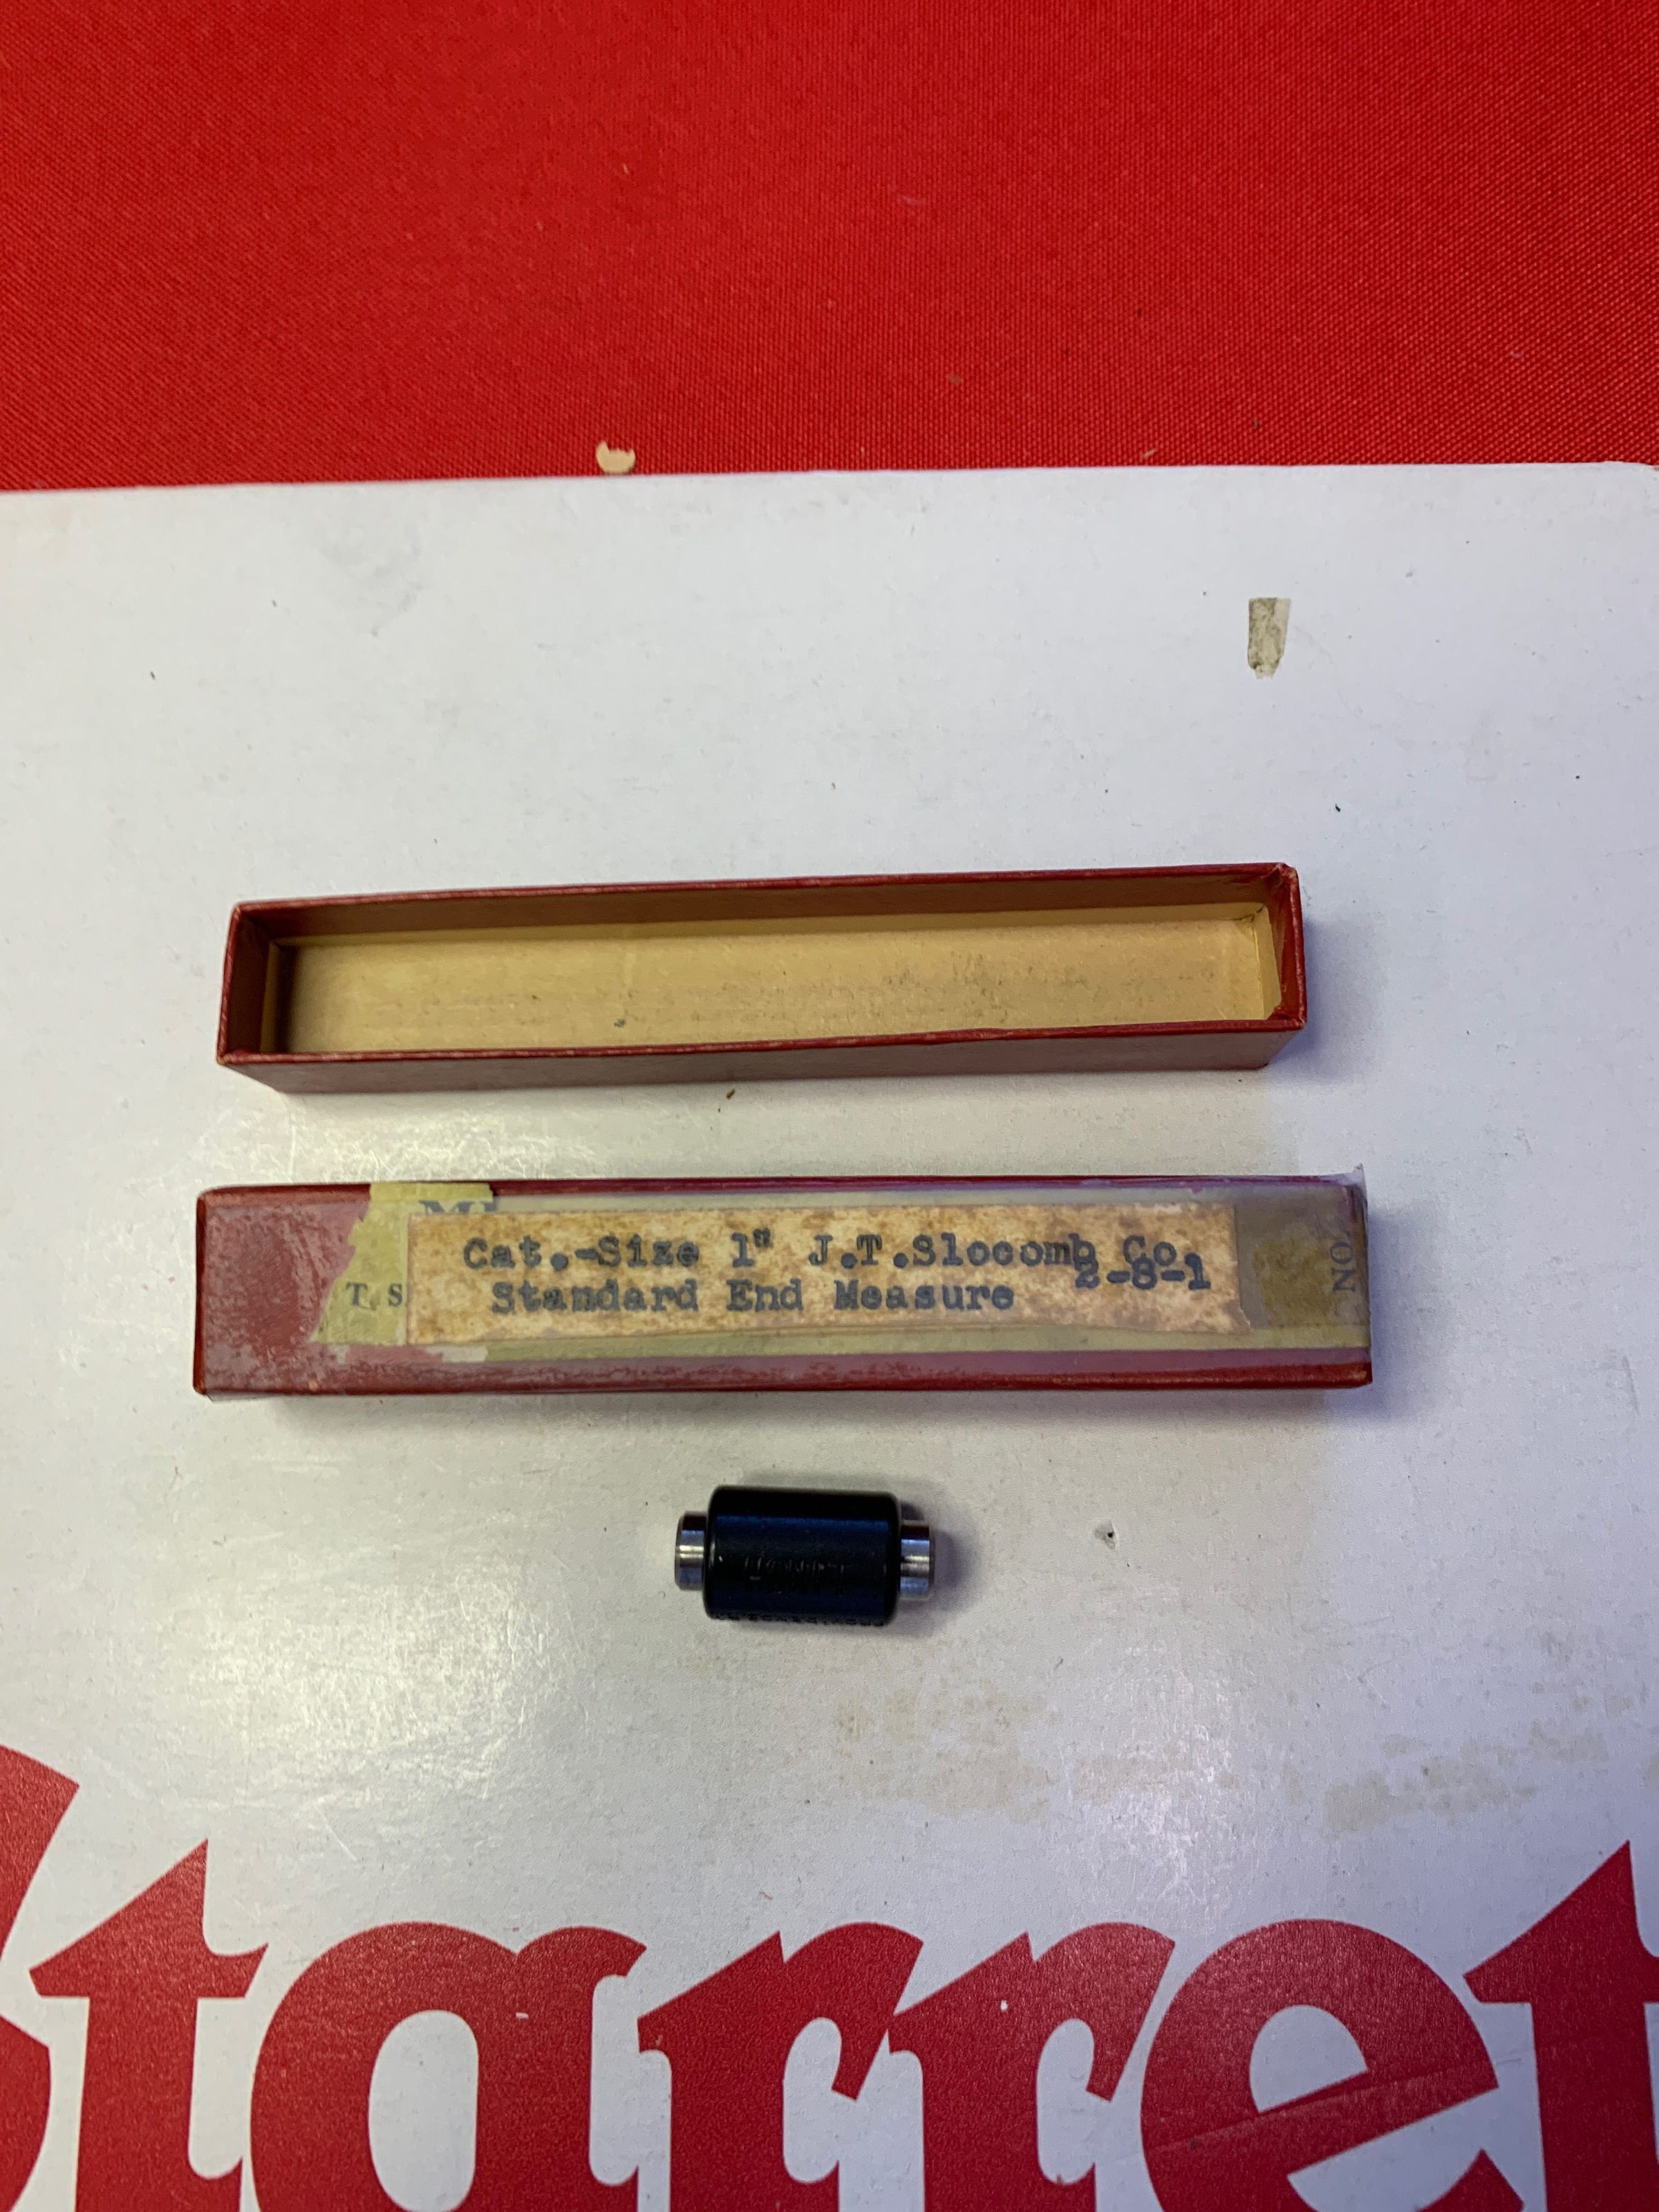 Cat.-Size 1" J.T.Slocomb Co.
2-8-1
Standard End Measure
T. S.
NO.
Starret